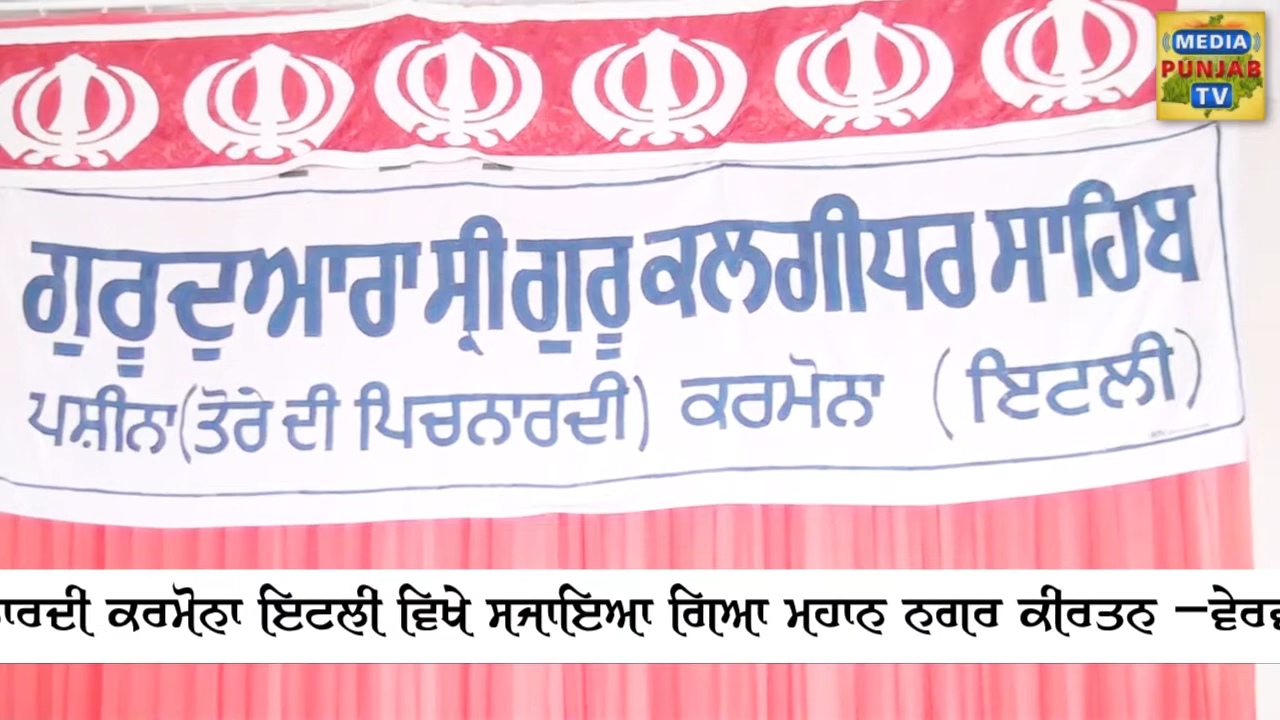 MEDIA
PUNJAB
TV
ਗੁਰੂਦੁਆਰਾ ਸ੍ਰੀ ਗੁਰੂ ਕਲਗੀਧਰ ਸਾਹਿਬ
ਪਸ਼ੀਨਾ (ਤੋਰੇ ਦੀ ਪਿਚਨਾਰਦੀ) ਕਰਮੋਨਾ (ਇਟਲੀ)
ਕਰਮੋਨਾ ਇਟਲੀ ਵਿੱਖੇ ਸਜਾਇਆ ਗਿਆ ਮਹਾਨ ਨਗਰ ਕੀਰਤਨ –